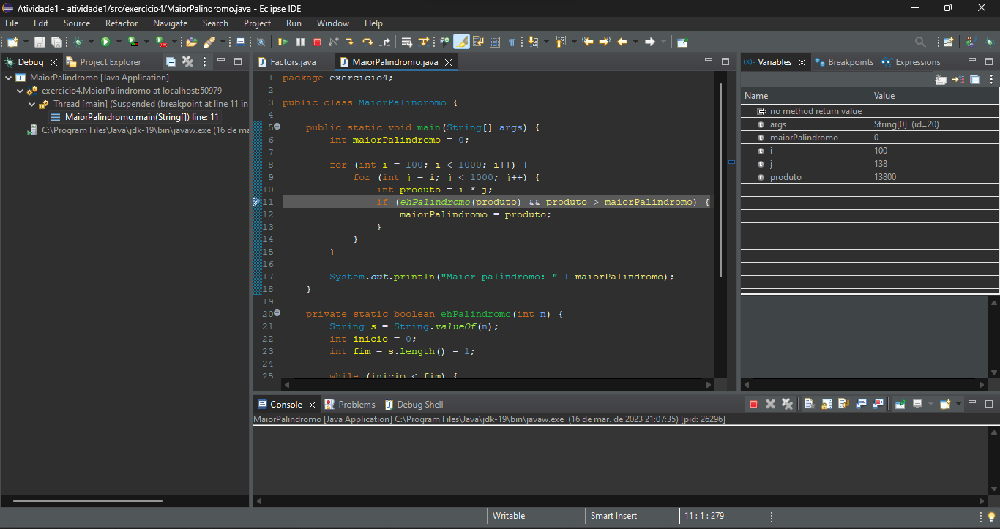 Atividade1 - atividade1/src/exercicio4/MaiorPalindromo.java - Eclipse IDE
File Edit Source Refactor Navigate Search Project Run Window Help
Debug Project Explorer
MaiorPalindromo [Java Application]
exercicio4.MaiorPalindromo at localhost:50979
Thread [main] (Suspended (breakpoint at line 11 in
MaiorPalindromo.main(String[]) line: 11
C:\Program Files\Java\jdk-19\bin\javaw.exe (16 de ma
Factors.java MaiorPalindromo.java
1 package exercicio4;
2
3 public class MaiorPalindromo {
4
5 public static void main(String[] args) {
6 int maiorPalindromo = 0;
7
8 for (int i = 100; i < 1000; i++) {
9 for (int j = i; j < 1000; j++) {
10 int produto = i * j;
11 if (ehPalindromo(produto) && produto > maiorPalindromo) {
12 maiorPalindromo = produto;
13 }
14 }
15 }
16
17 System.out.println("Maior palíndromo: " + maiorPalindromo);
18 }
19
20 private static boolean ehPalindromo(int n) {
21 String s = String.valueOf(n);
22 int inicio = 0;
23 int fim = s.length() - 1;
24
25 while (inicio < fim) {
(x)= Variables Breakpoints Expressions
Name Value
no method return value
args String[0] (id=20)
maiorPalindromo 0
i 100
j 138
produto 13800
Console Problems Debug Shell
MaiorPalindromo [Java Application] C:\Program Files\Java\jdk-19\bin\javaw.exe (16 de mar. de 2023 21:07:35) [pid: 26296]
Writable Smart Insert 11 : 1 : 279